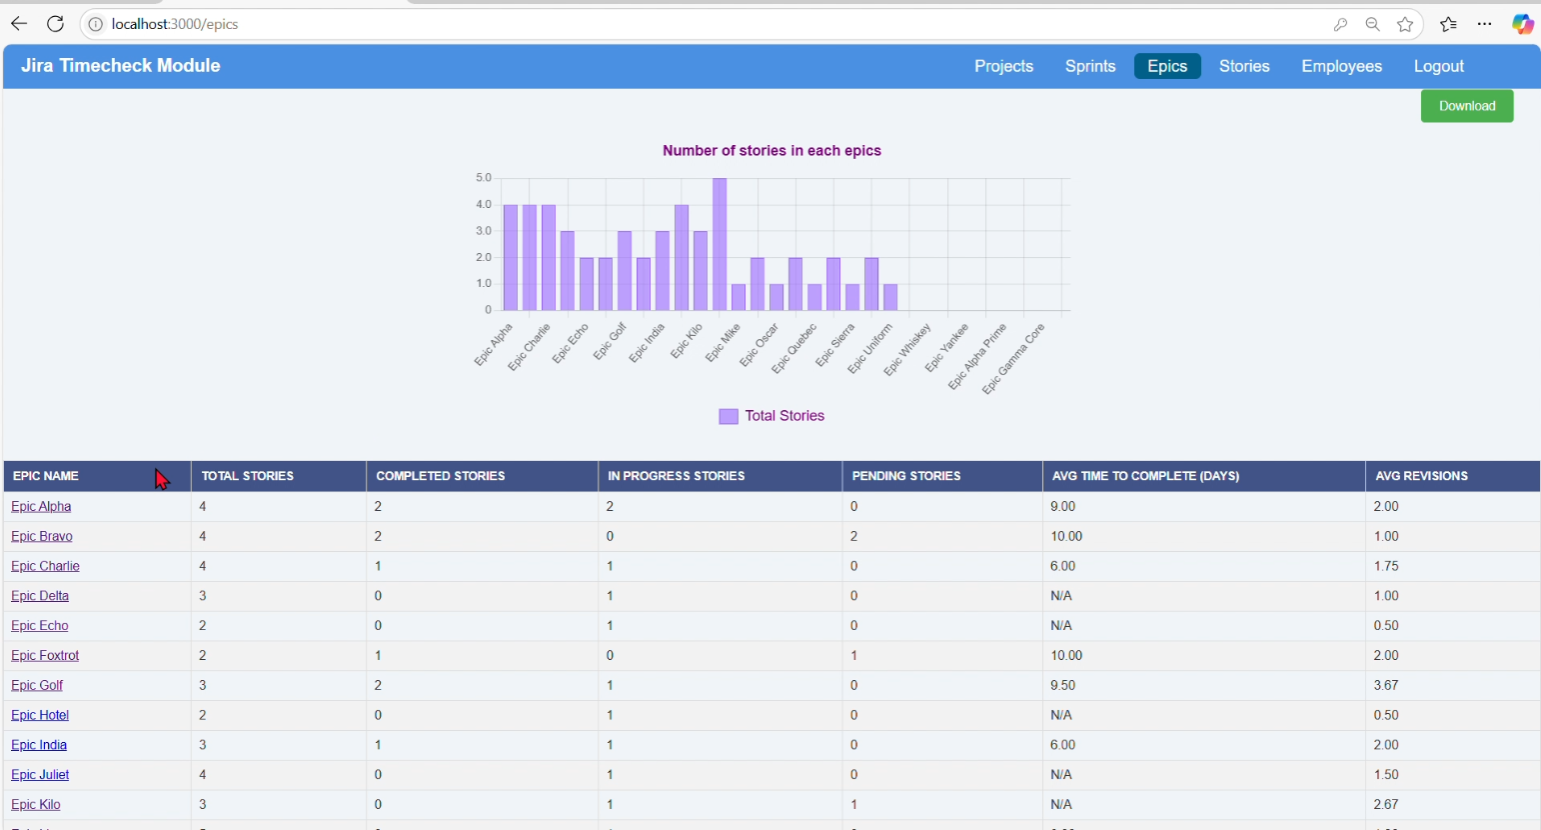 localhost:3000/epics
Jira Timecheck Module Projects Sprints Epics Stories Employees Logout
Download
Number of stories in each epics
5.0
4.0
3.0
2.0
1.0
0
Epic Alpha Epic Charlie Epic Echo Epic Golf Epic India Epic Kilo Epic Mike Epic Oscar Epic Quebec Epic Sierra Epic Uniform Epic Whiskey Epic Yankee Epic Alpha Prime Epic Gamma Core
Total Stories
EPIC NAME TOTAL STORIES COMPLETED STORIES IN PROGRESS STORIES PENDING STORIES AVG TIME TO COMPLETE (DAYS) AVG REVISIONS
Epic Alpha 4 2 2 0 9.00 2.00
Epic Bravo 4 2 0 2 10.00 1.00
Epic Charlie 4 1 1 0 6.00 1.75
Epic Delta 3 0 1 0 N/A 1.00
Epic Echo 2 0 1 0 N/A 0.50
Epic Foxtrot 2 1 0 1 10.00 2.00
Epic Golf 3 2 1 0 9.50 3.67
Epic Hotel 2 0 1 0 N/A 0.50
Epic India 3 1 1 0 6.00 2.00
Epic Juliet 4 0 1 0 N/A 1.50
Epic Kilo 3 0 1 1 N/A 2.67